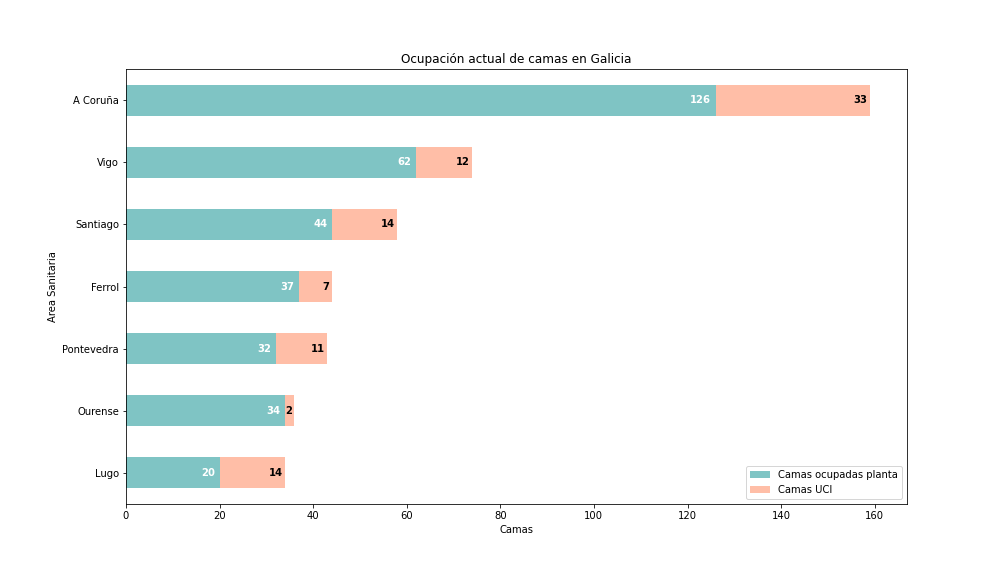 Ocupación actual de camas en Galicia
Area Sanitaria
A Coruña 126 33
Vigo 62 12
Santiago 44 14
Ferrol 37 7
Pontevedra 32 11
Ourense 34 2
Lugo 20 14
Camas ocupadas planta
Camas UCI
0 20 40 60 80 100 120 140 160
Camas